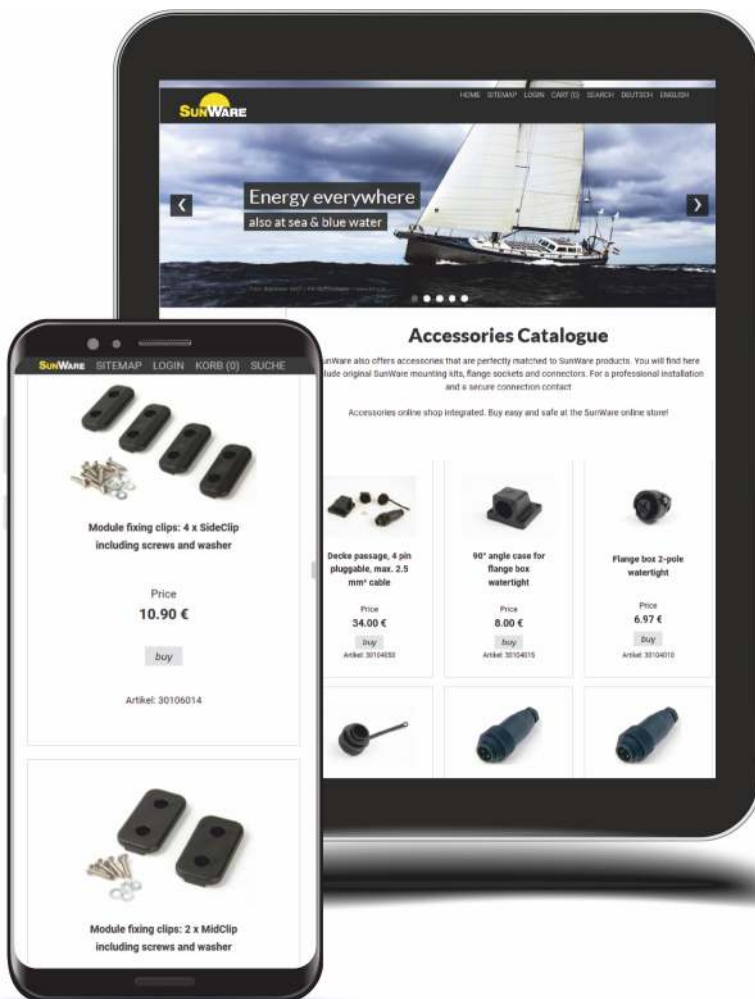 SUNWARE
HOME SITEMAP LOGIN CART (0) SEARCH DEUTSCH ENGLISH
Energy everywhere
also at sea & blue water
Accessories Catalogue
unWare also offers accessories that are perfectly matched to SunWare products. You will find here
lude original SunWare mounting kits, flange sockets and connectors. For a professional installation
and a secure connection contact
Accessories online shop integrated. Buy easy and safe at the SunWare online store!
Decke passage, 4 pin
pluggable, max. 2.5
mm² cable
Price
34.00 €
buy
90° angle case for
flange box
watertight
Price
8.00 €
buy
Artikel: 30104015
Flange box 2-pole
watertight
Price
6.97 €
buy
Artikel: 30104010
SUNWARE SITEMAP LOGIN KORB (0) SUCHE
Module fixing clips: 4 x SideClip
including screws and washer
Price
10.90 €
buy
Artikel: 30106014
Module fixing clips: 2 x MidClip
including screws and washer